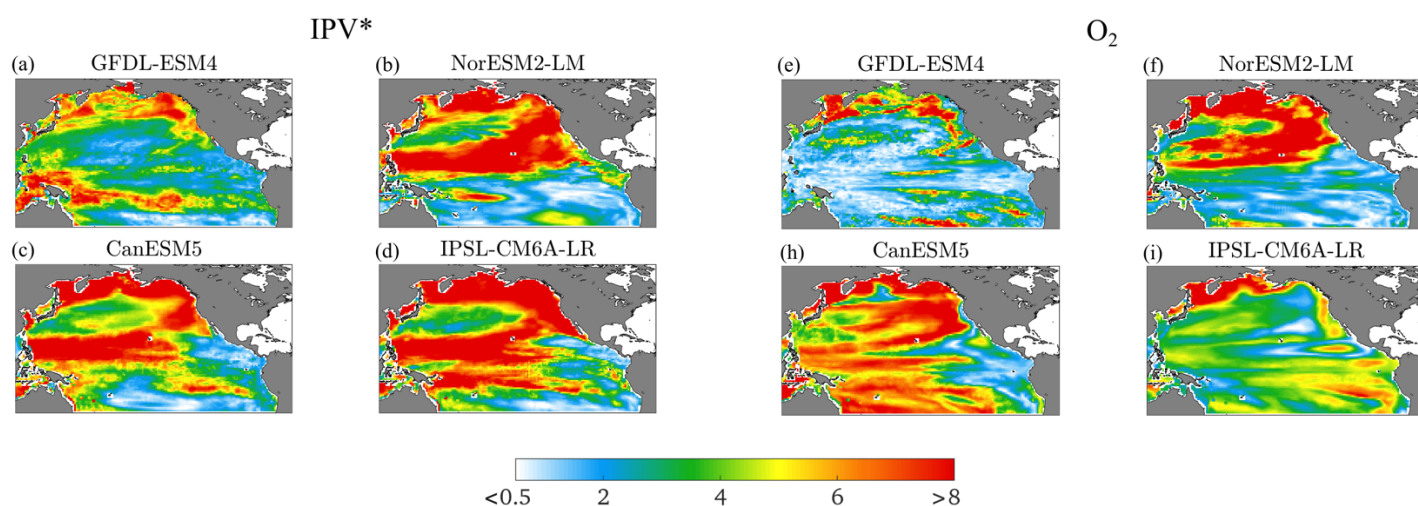 IPV*
O₂
(a) GFDL-ESM4
(b) NorESM2-LM
(e) GFDL-ESM4
(f) NorESM2-LM
(c) CanESM5
(d) IPSL-CM6A-LR
(h) CanESM5
(i) IPSL-CM6A-LR
<0.5 2 4 6 >8